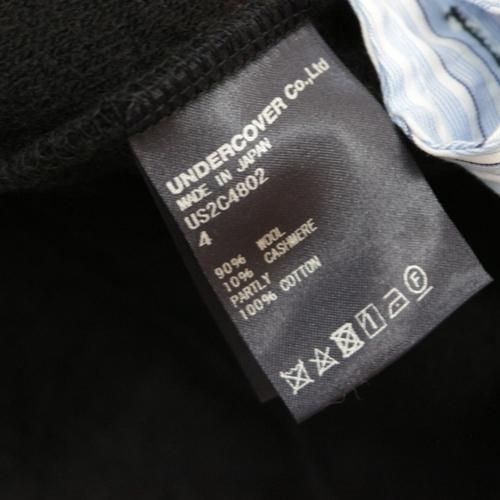 UNDERCOVER Co.,Ltd
MADE IN JAPAN
US2C4802
4
90% WOOL
10% CASHMERE
PARTLY
100% COTTON